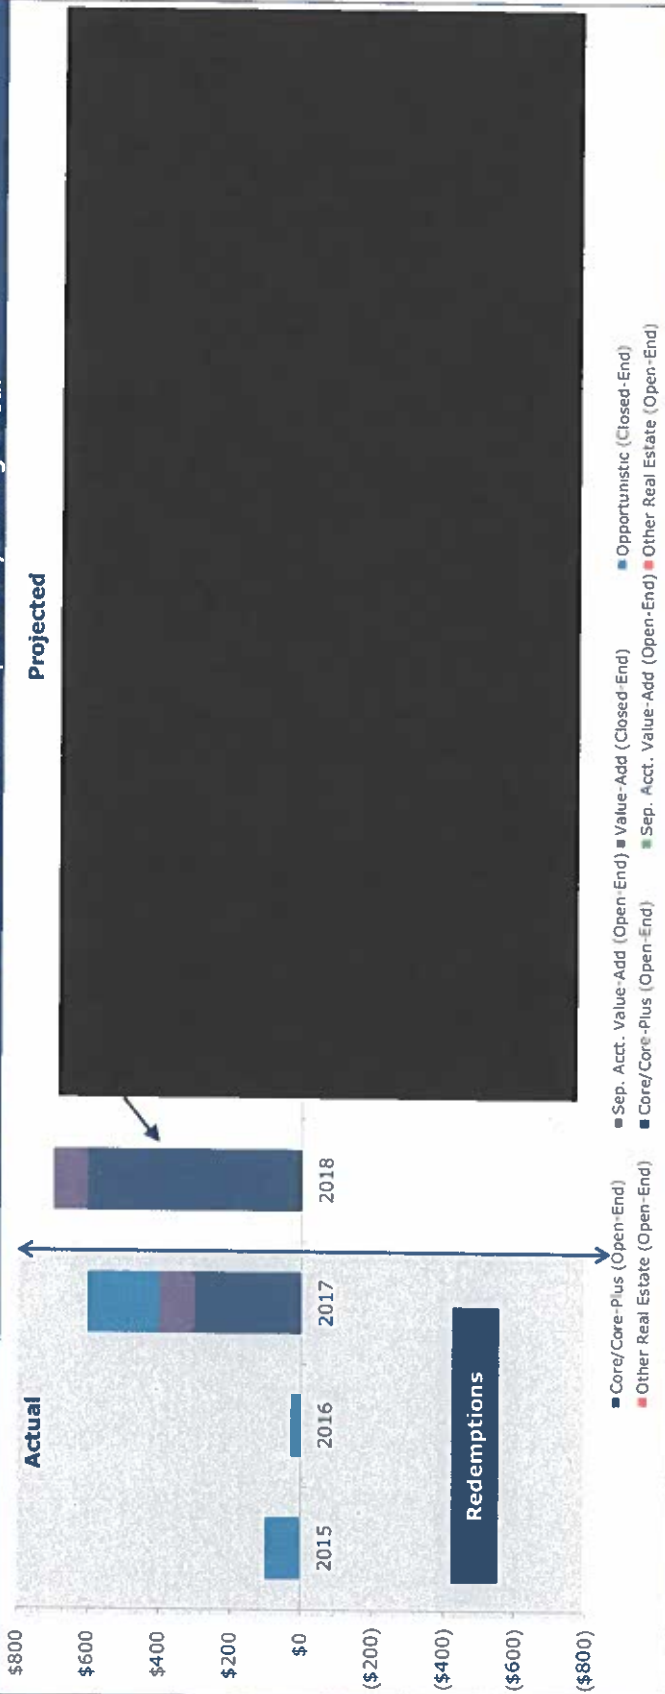 Actual
Projected
$800
$600
$400
$200
$0
($200)
($400)
($600)
($800)
2015
2016
2017
2018
Redemptions
Core/Core-Plus (Open-End)
Sep. Acct. Value-Add (Open-End)
Value-Add (Closed-End)
Opportunistic (Closed-End)
Other Real Estate (Open-End)
Core/Core-Plus (Open-End)
Sep. Acct. Value-Add (Open-End)
Other Real Estate (Open-End)